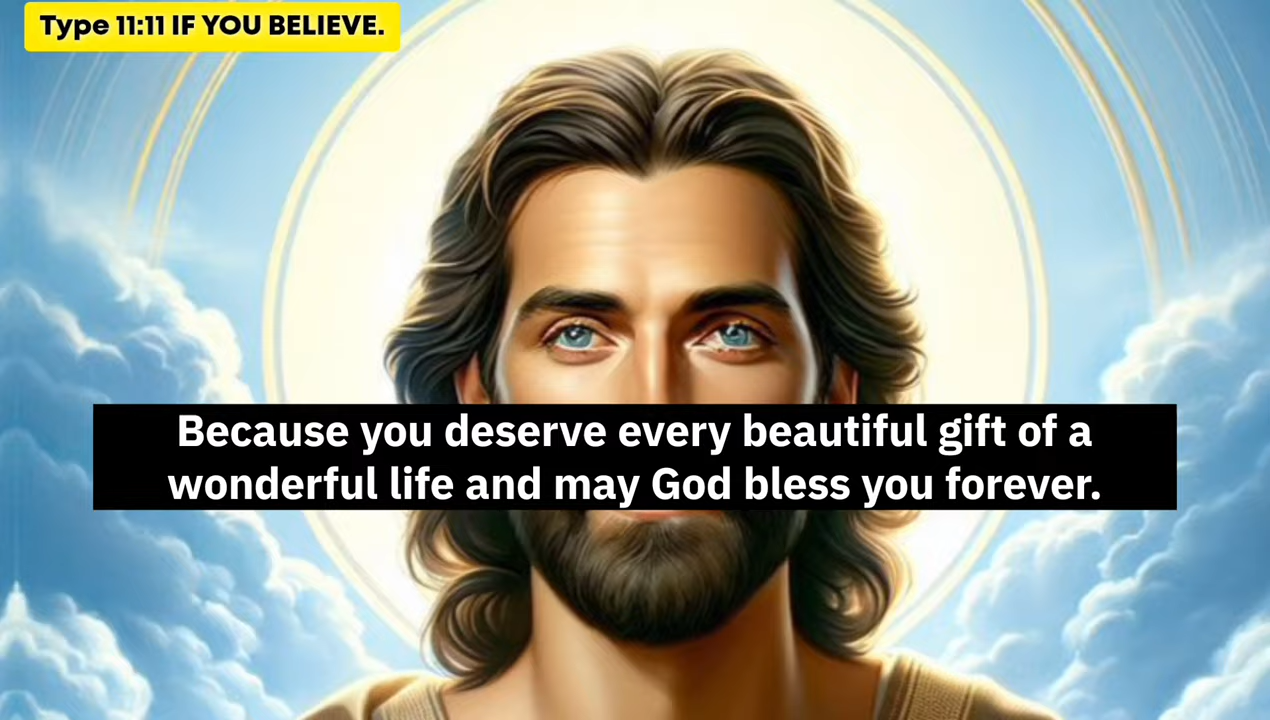 Type 11:11 IF YOU BELIEVE.
Because you deserve every beautiful gift of a
wonderful life and may God bless you forever.